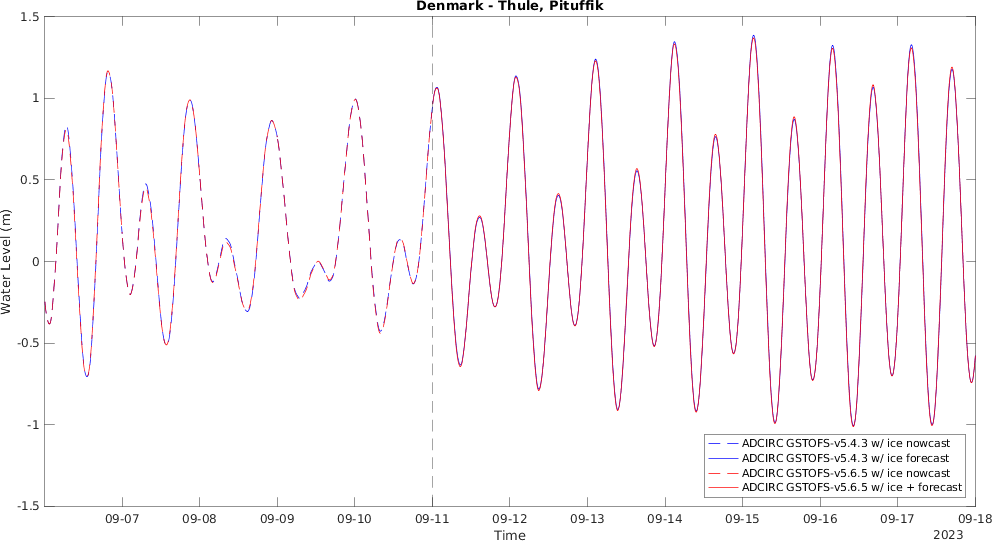 Denmark - Thule, Pituffik
1.5
1
0.5
0
-0.5
-1
-1.5
Water Level (m)
ADCIRC GSTOFS-v5.4.3 w/ ice nowcast
ADCIRC GSTOFS-v5.4.3 w/ ice forecast
ADCIRC GSTOFS-v5.6.5 w/ ice nowcast
ADCIRC GSTOFS-v5.6.5 w/ ice + forecast
09-07 09-08 09-09 09-10 09-11 09-12 09-13 09-14 09-15 09-16 09-17 09-18
Time
2023